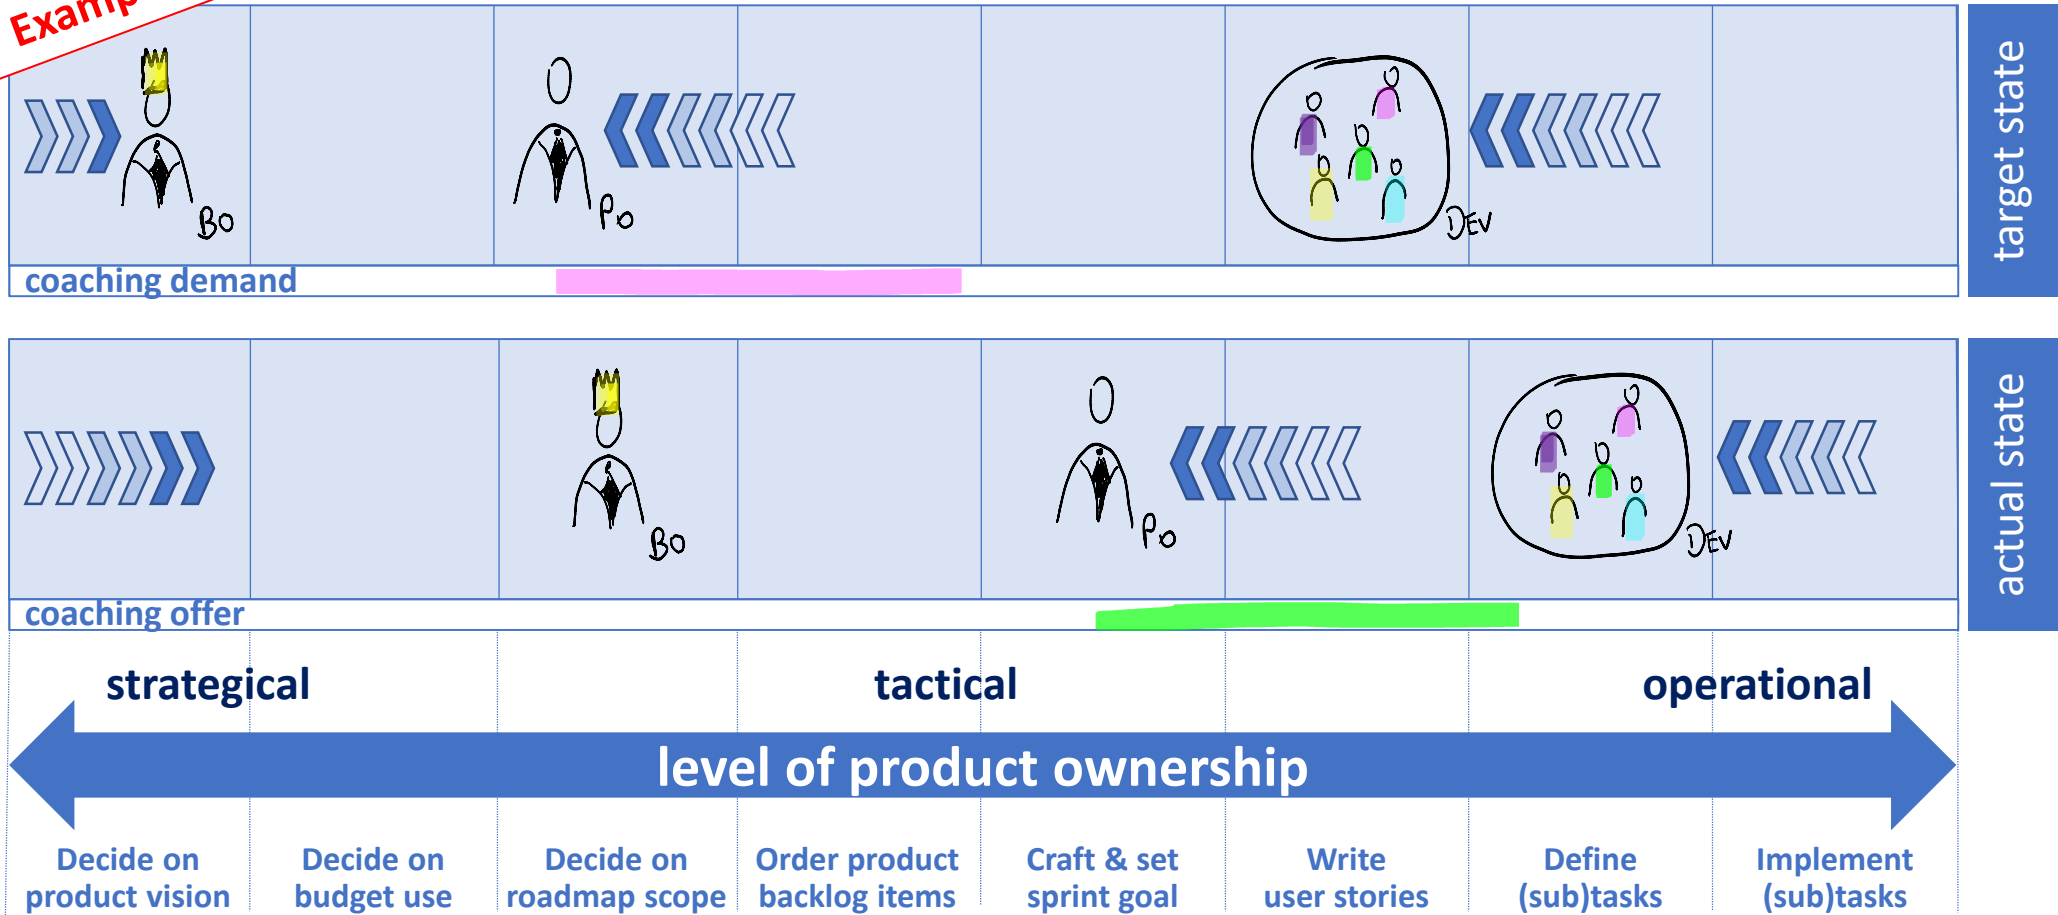 Examp
BO
PO
DEV
target state
coaching demand
BO
PO
DEV
actual state
coaching offer
strategical
tactical
operational
level of product ownership
Decide on
product vision
Decide on
budget use
Decide on
roadmap scope
Order product
backlog items
Craft & set
sprint goal
Write
user stories
Define
(sub)tasks
Implement
(sub)tasks